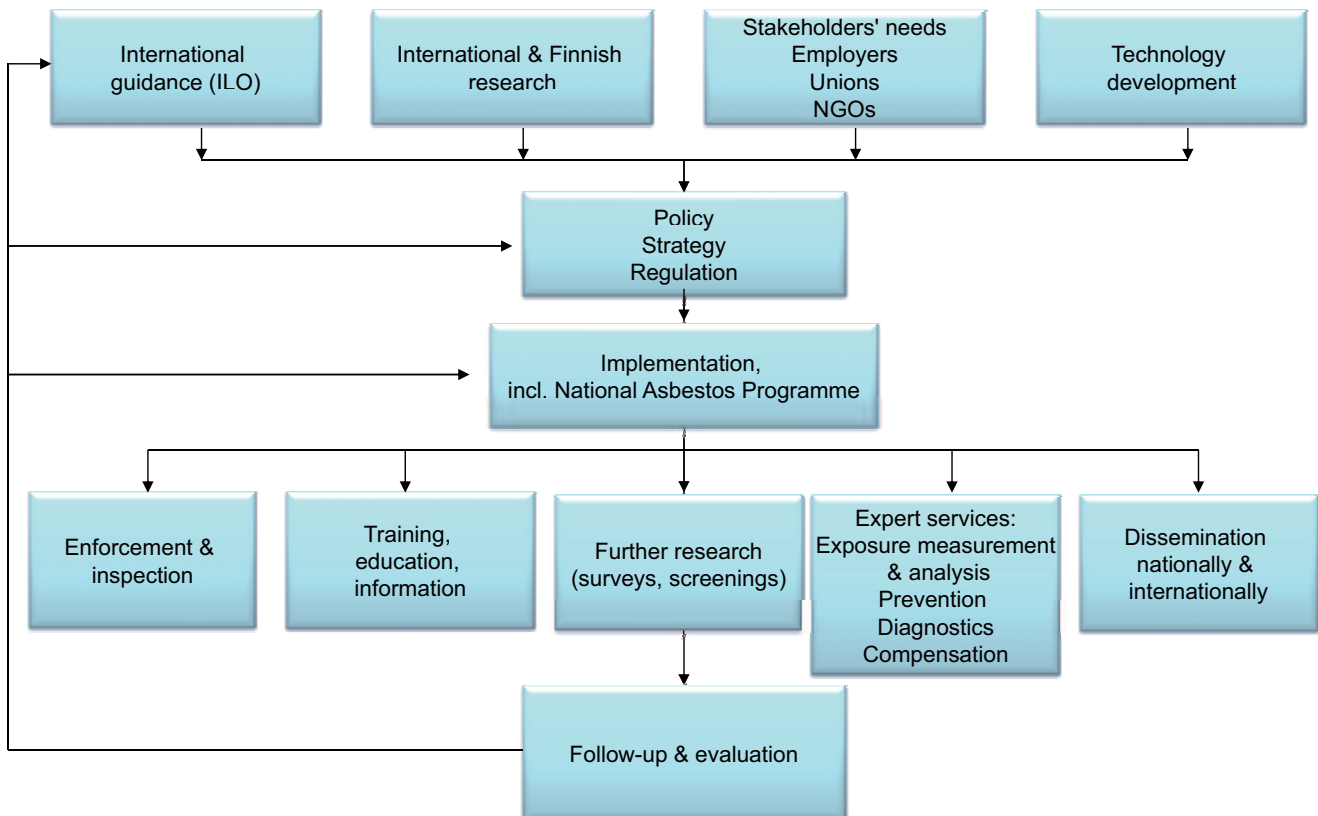 International
guidance (ILO)
International & Finnish
research
Stakeholders' needs
Employers
Unions
NGOs
Technology
development
Policy
Strategy
Regulation
Implementation,
incl. National Asbestos Programme
Enforcement &
inspection
Training,
education,
information
Further research
(surveys, screenings)
Expert services:
Exposure measurement
& analysis
Prevention
Diagnostics
Compensation
Dissemination
nationally &
internationally
Follow-up & evaluation